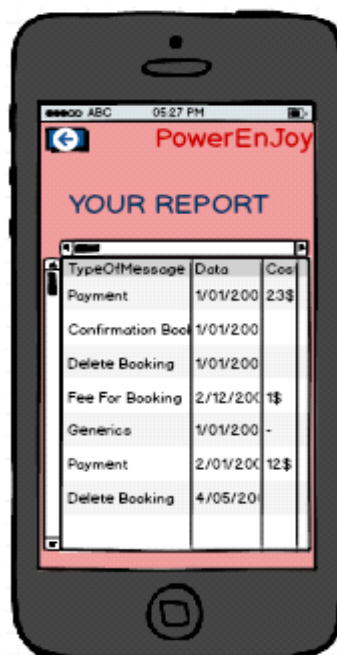 ABC 05:27 PM
PowerEnJoy
YOUR REPORT
TypeOfMessage Data Cos
Payment 1/01/200 23$
Confirmation Boo 1/01/200
Delete Booking 1/01/200
Fee For Booking 2/12/200 1$
Generics 1/01/200 -
Payment 2/01/200 12$
Delete Booking 4/05/20